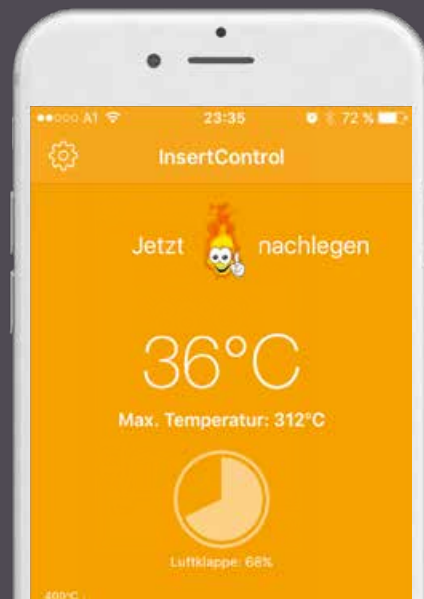 ●●○○○ A1 23:35 72 %
InsertControl
Jetzt nachlegen
36°C
Max. Temperatur: 312°C
Luftklappe: 68%
400°C